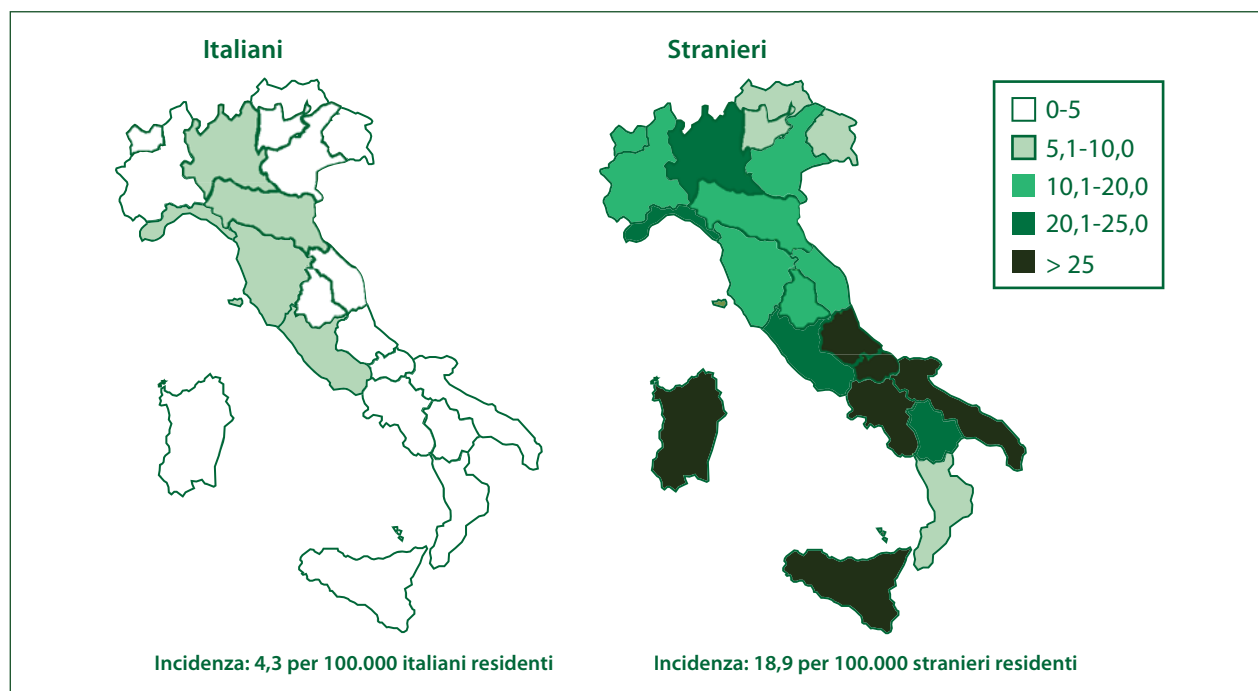 Italiani
Stranieri
0-5
5,1-10,0
10,1-20,0
20,1-25,0
> 25
Incidenza: 4,3 per 100.000 italiani residenti
Incidenza: 18,9 per 100.000 stranieri residenti